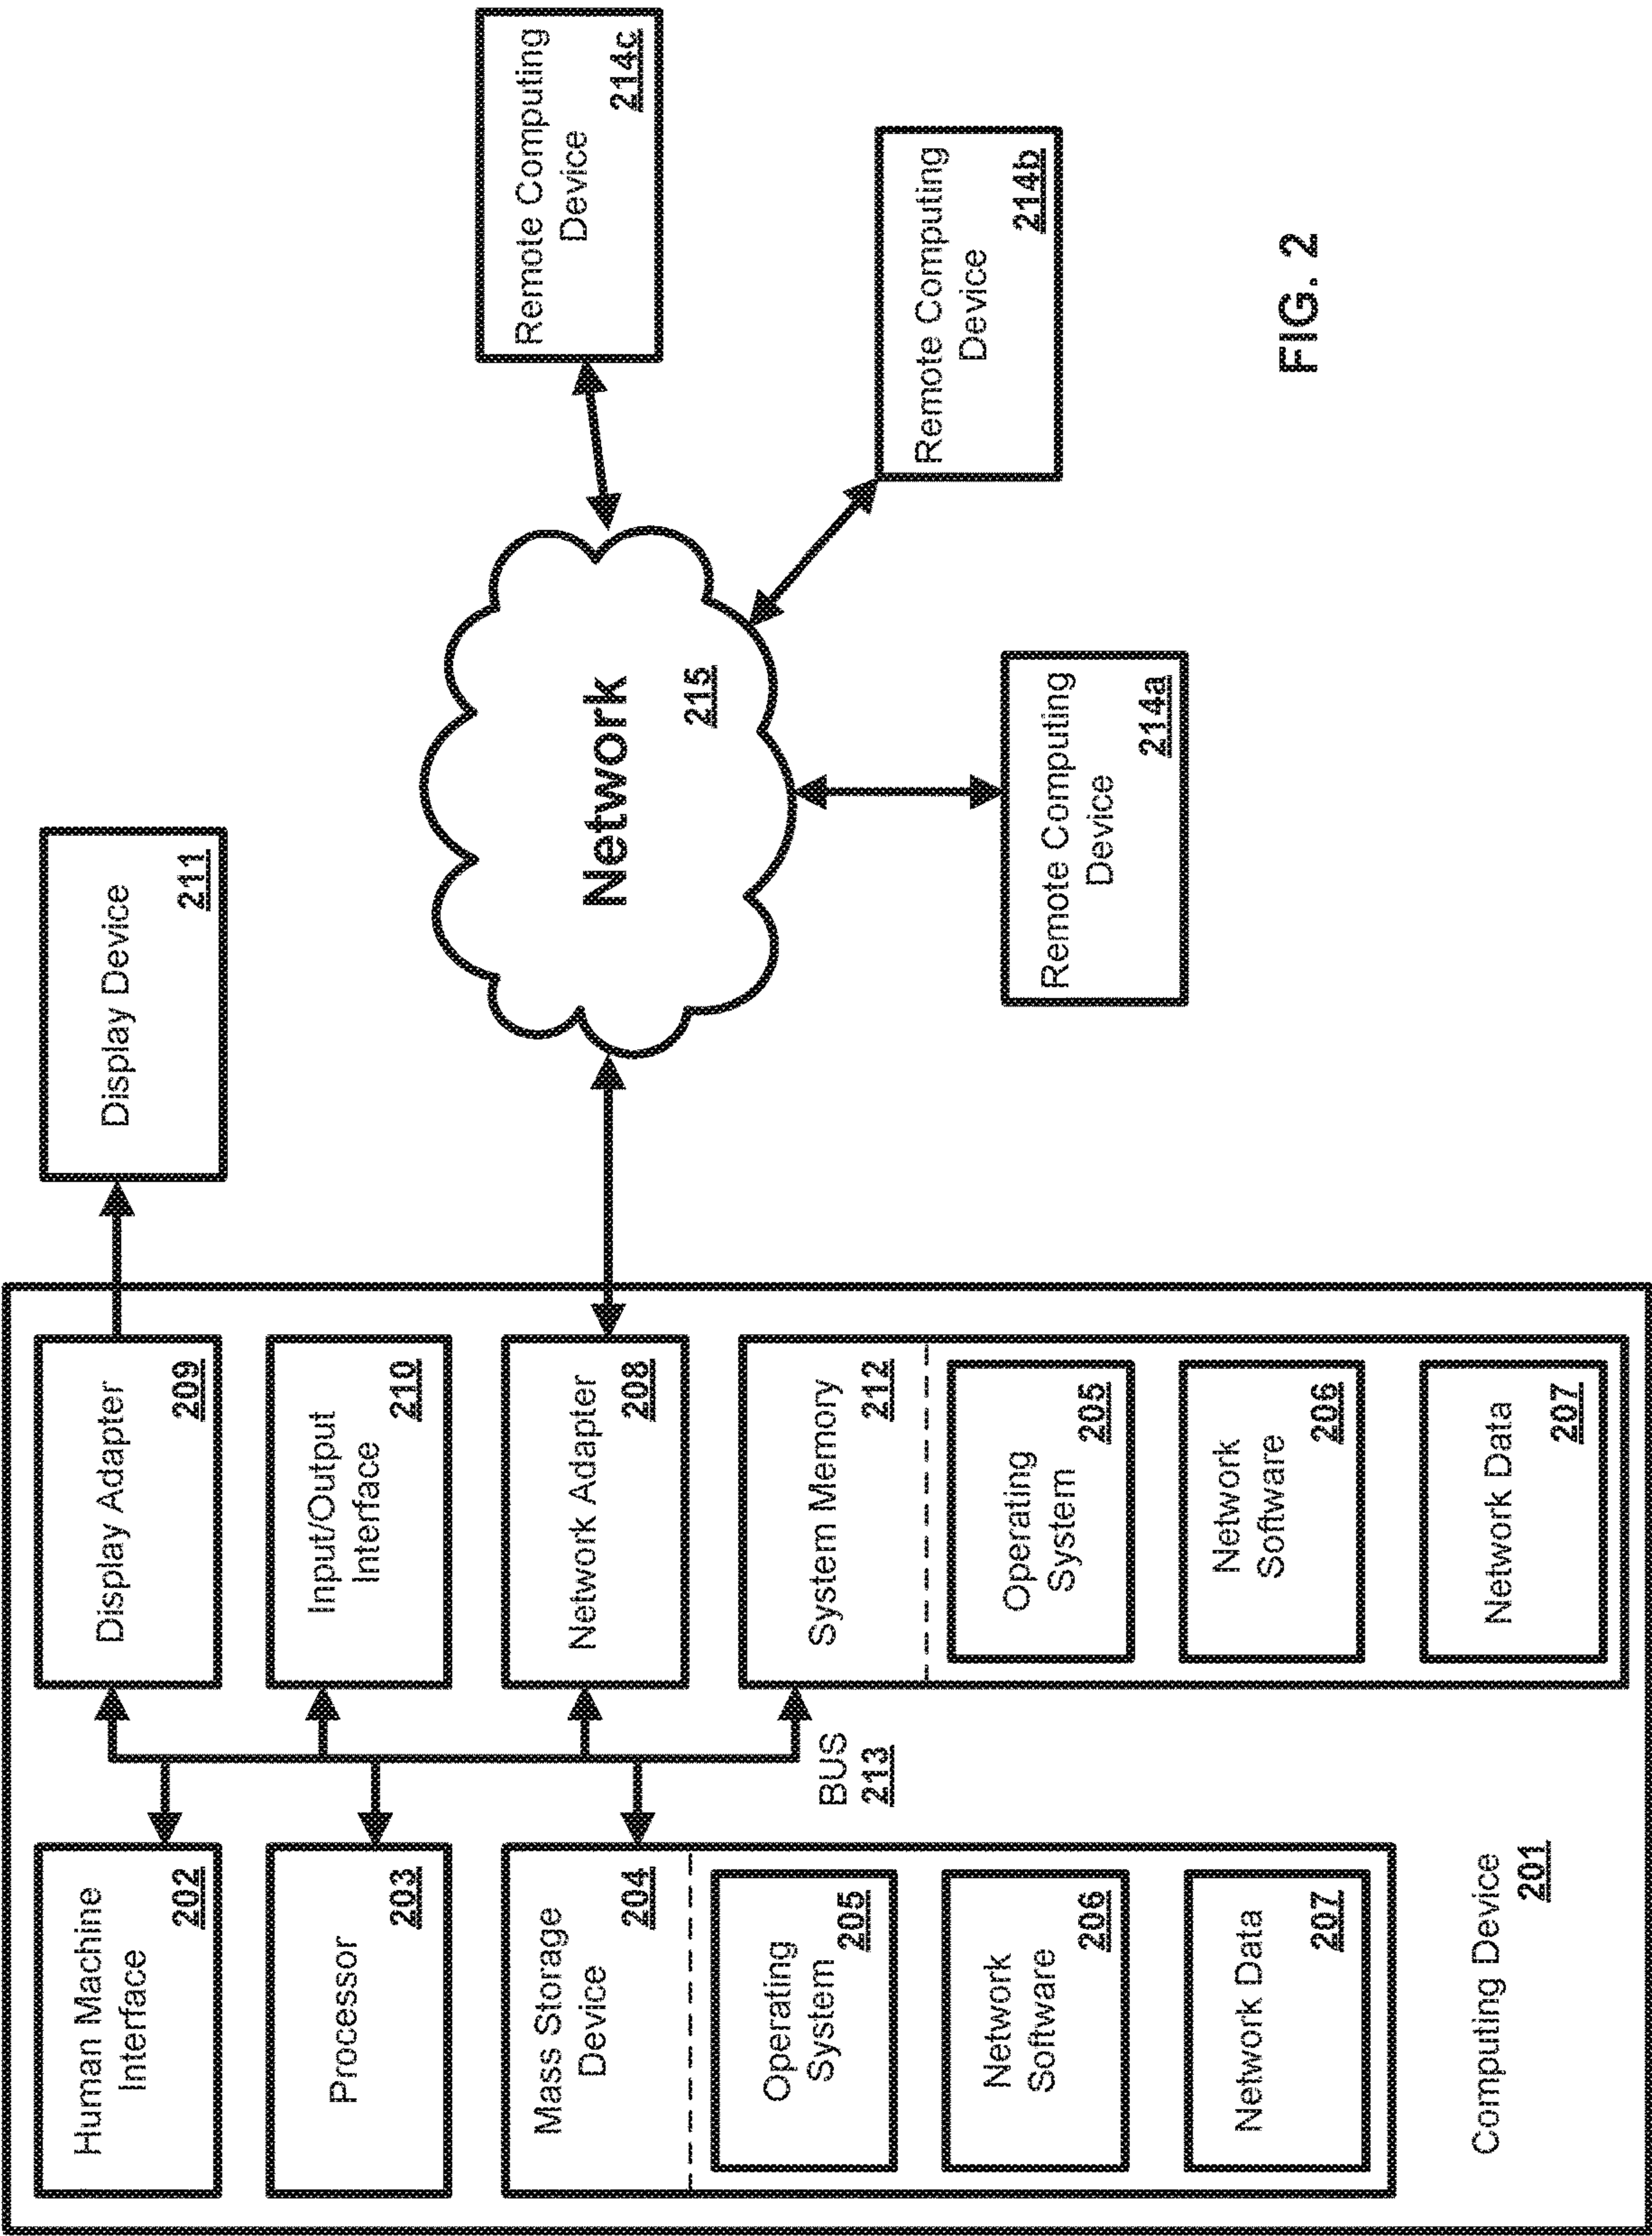 Human Machine
Interface
202
Processor
203
Mass Storage
Device
204
Operating
System
205
Network
Software
206
Network Data
207
Computing Device
201
BUS
213
Display Adapter
209
Input/Output
Interface
210
Network Adapter
208
System Memory
212
Operating
System
205
Network
Software
206
Network Data
207
Display Device
211
Network
215
Remote Computing
Device
214a
Remote Computing
Device
214b
Remote Computing
Device
214c
FIG. 2